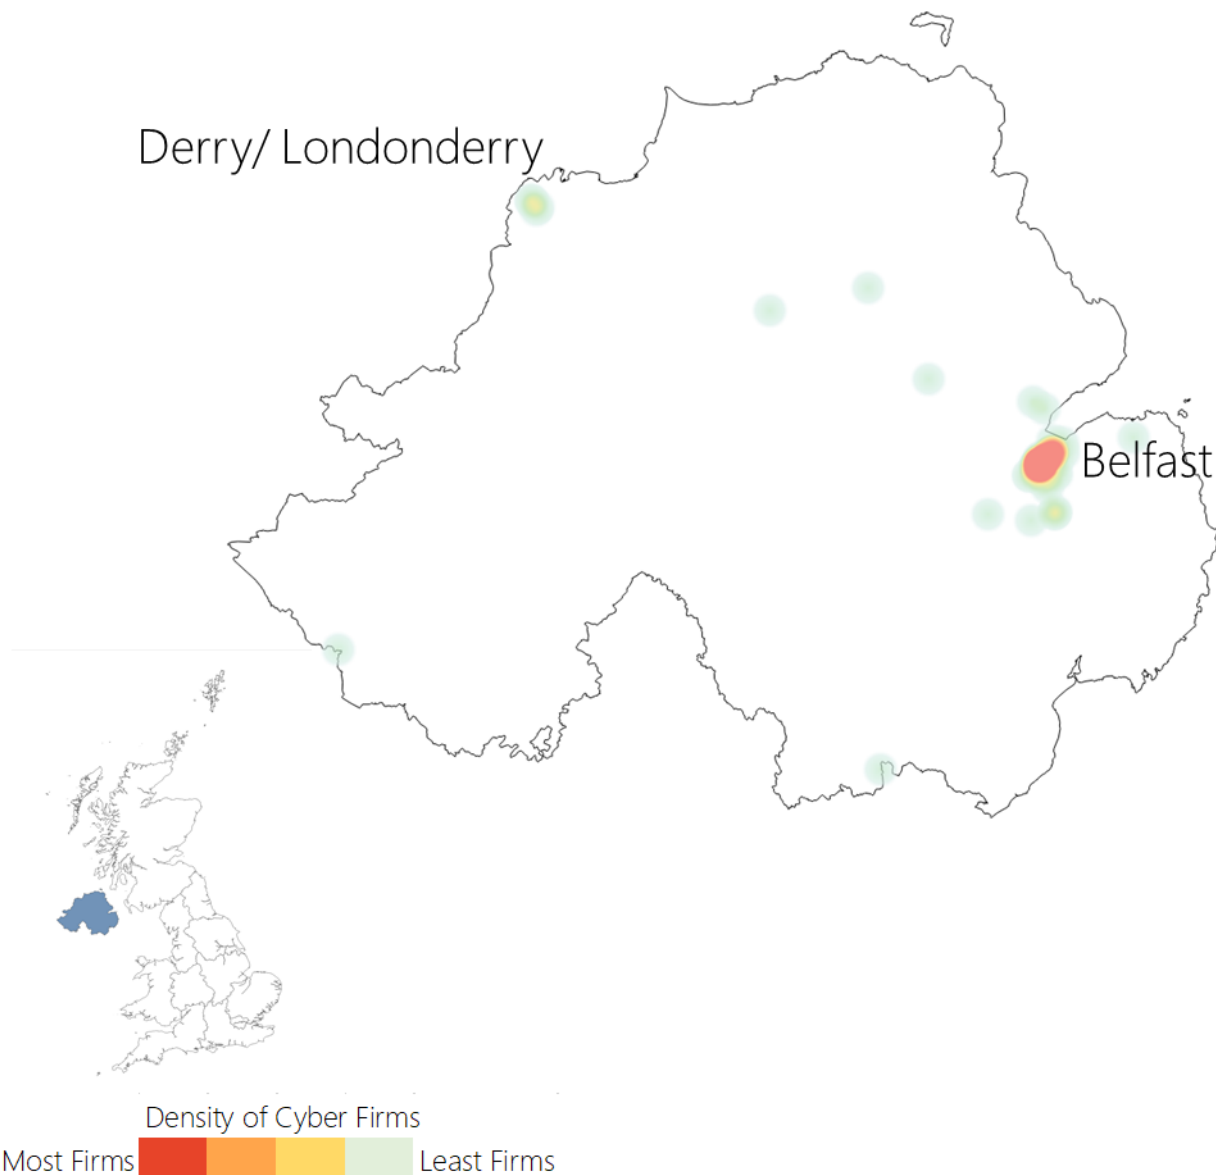 Derry/ Londonderry
Belfast
Density of Cyber Firms
Most Firms
Least Firms